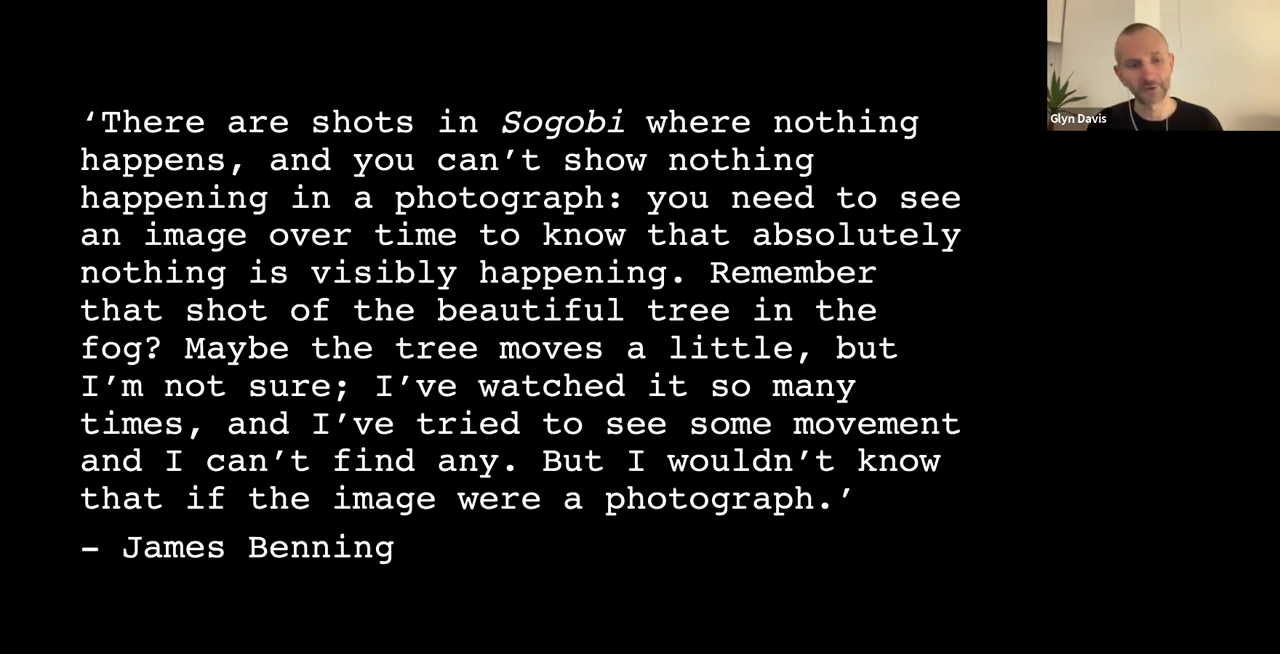 ‘There are shots in Sogobi where nothing
happens, and you can’t show nothing
happening in a photograph: you need to see
an image over time to know that absolutely
nothing is visibly happening. Remember
that shot of the beautiful tree in the
fog? Maybe the tree moves a little, but
I’m not sure; I’ve watched it so many
times, and I’ve tried to see some movement
and I can’t find any. But I wouldn’t know
that if the image were a photograph.’
– James Benning
Glyn Davis